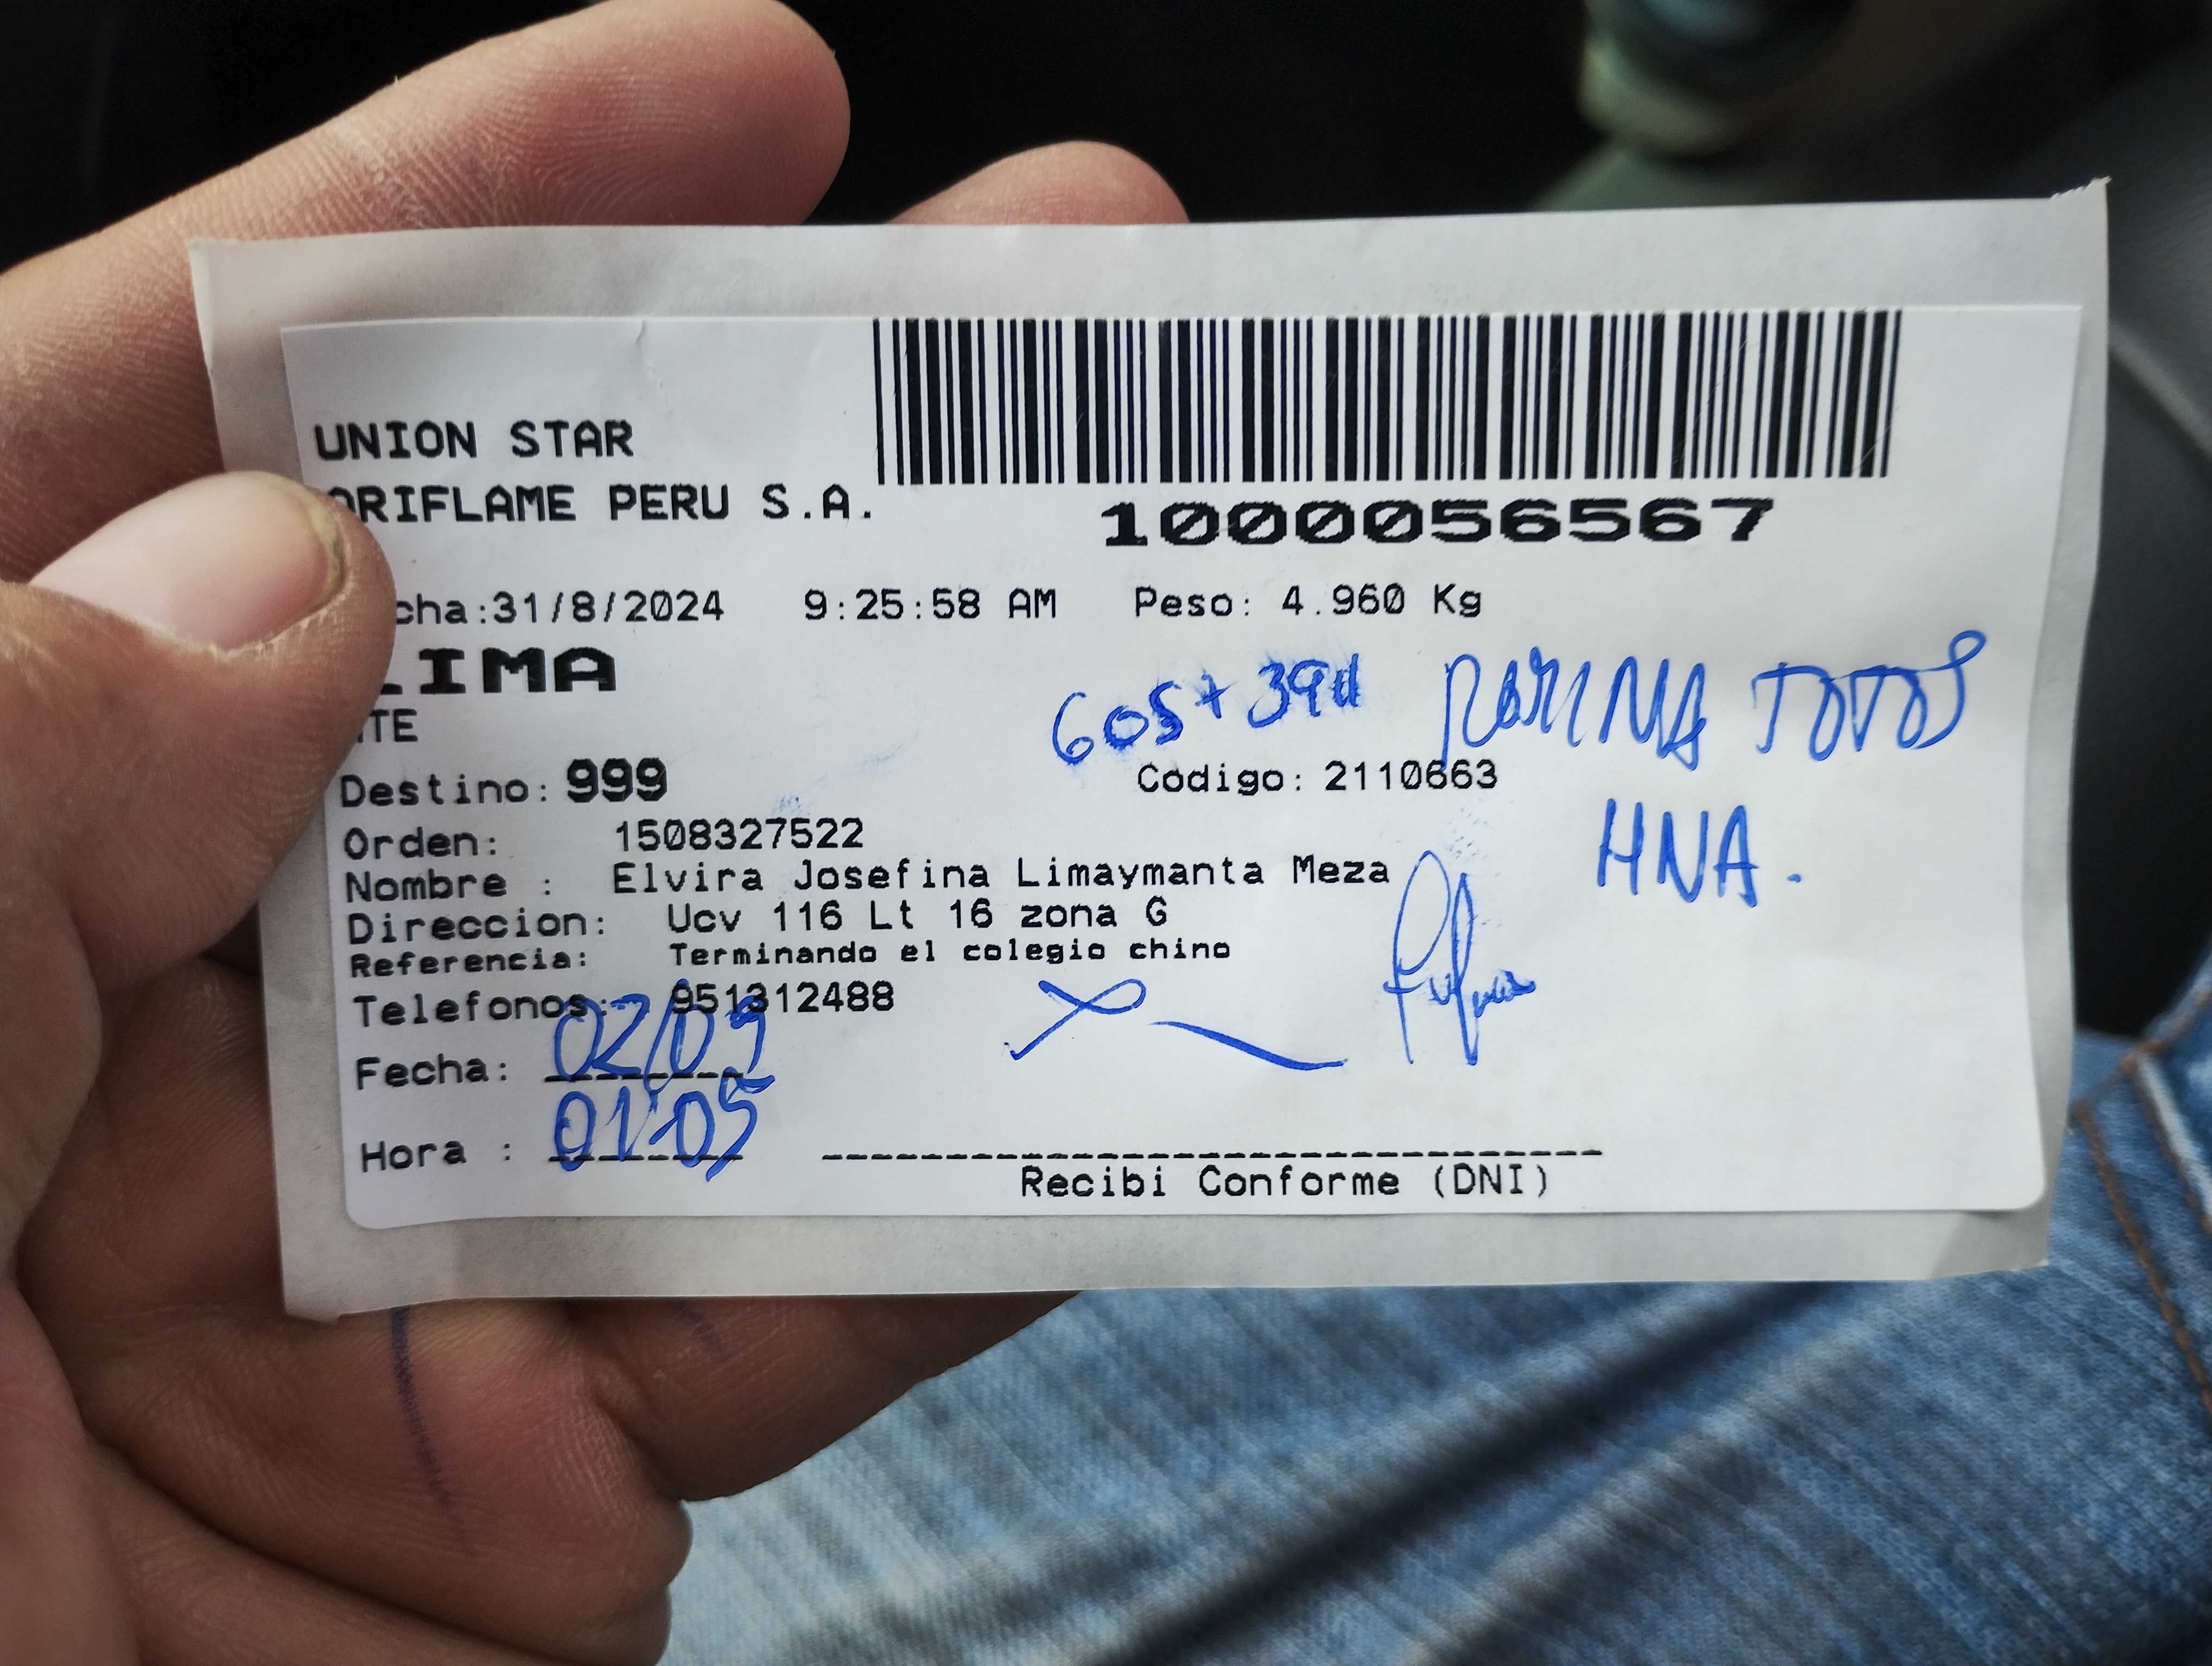 UNION STAR
ORIFLAME PERU S.A.
1000056567
cha:31/8/2024 9:25:58 AM Peso: 4.960 Kg
LIMA
TE
605+
TOTOS
Destino: 999 Codigo: 2110663
HNA.
Orden: 1508327522
Nombre : Elvira Josefina Limaymanta Meza
Direccion: Ucv 116 Lt 16 zona G
Referencia: Terminando el colegio chino
Telefonos: 951312488
Fecha: 02/09
Hora : 01:05
Recibi Conforme (DNI)